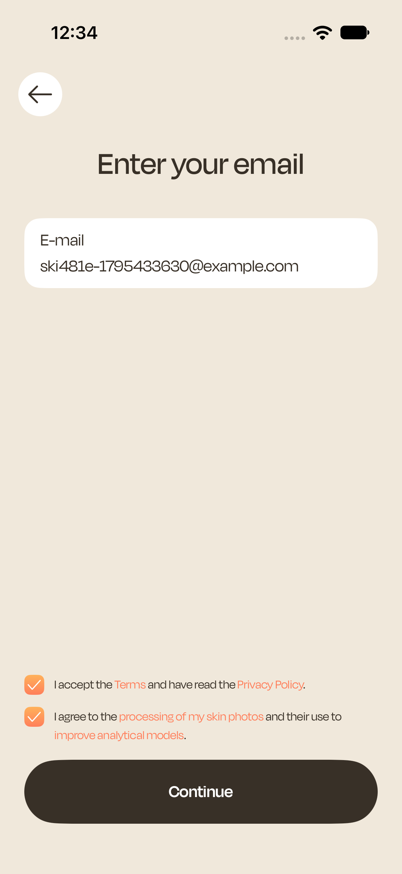 12:34
Enter your email
E-mail
ski481e-1795433630@example.com
I accept the Terms and have read the Privacy Policy.
I agree to the processing of my skin photos and their use to
improve analytical models.
Continue